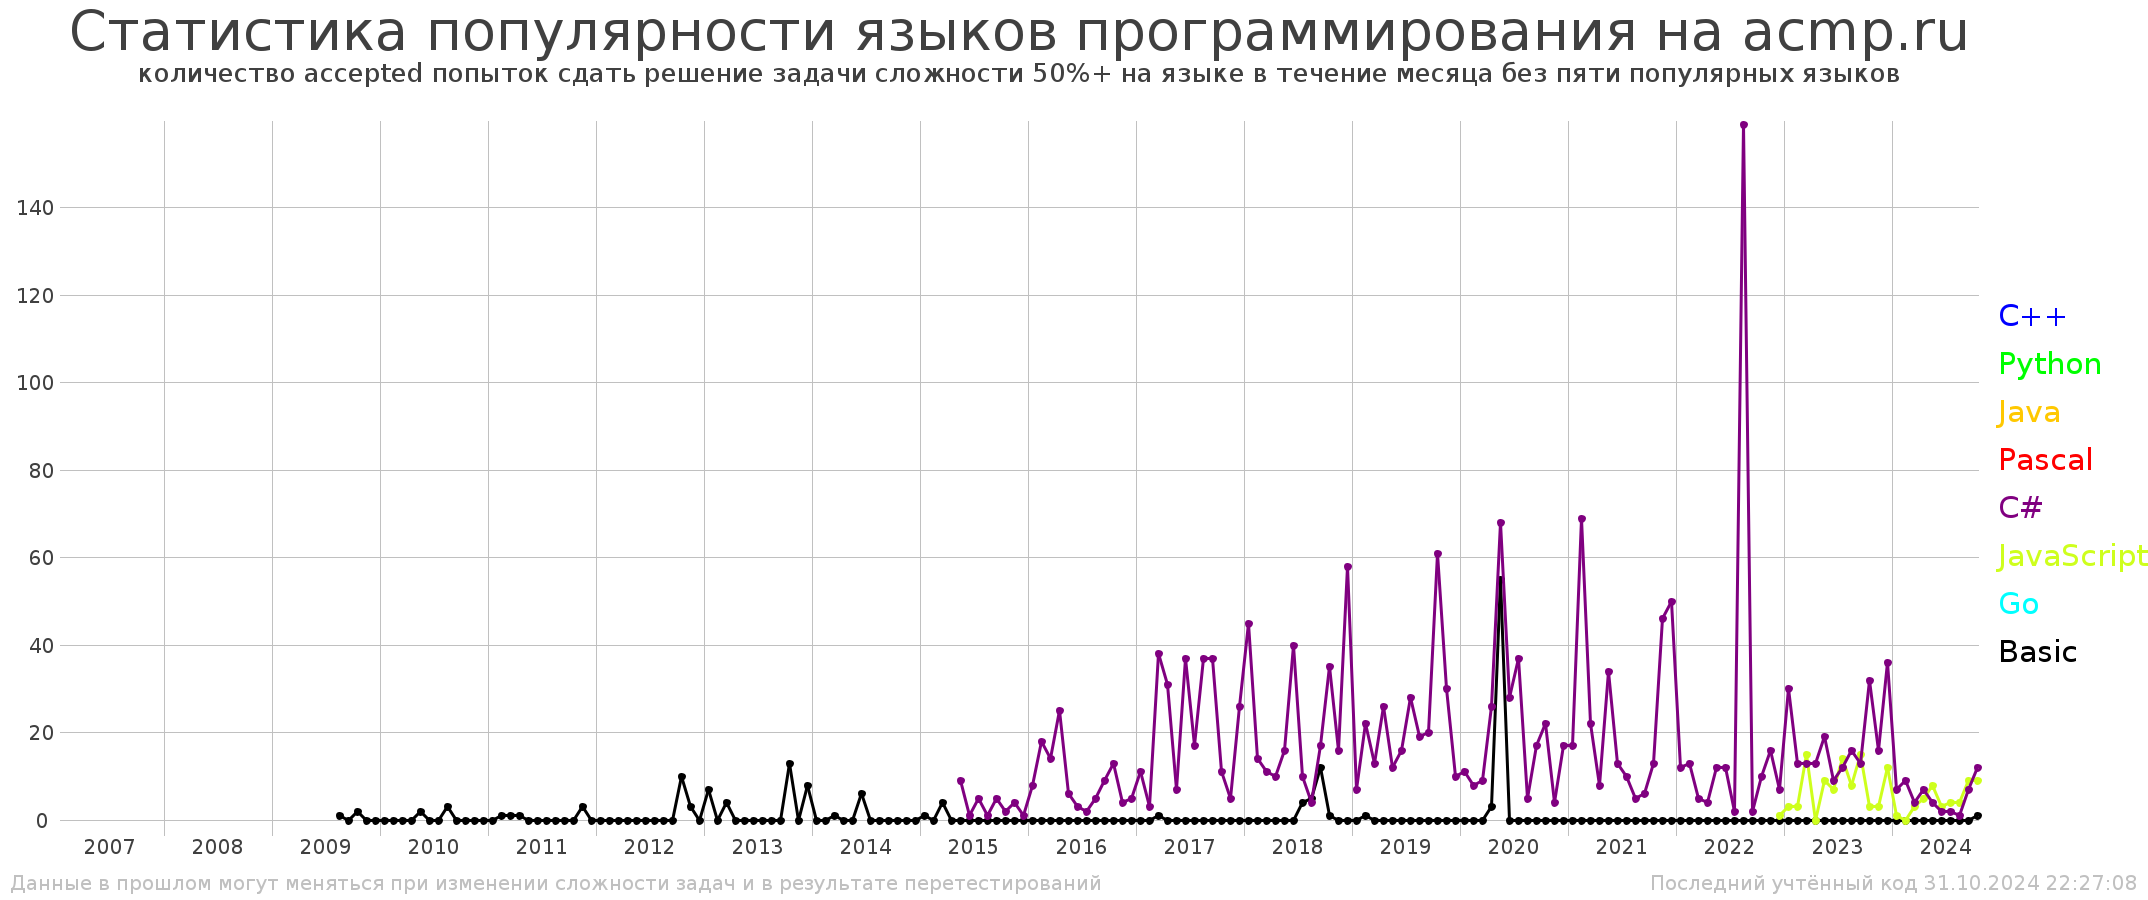 Статистика популярности языков программирования на acmp.ru
количество accepted попыток сдать решение задачи сложности 50%+ на языке в течение месяца без пяти популярных языков
140
120
100
80
60
40
20
0
C++
Python
Java
Pascal
C#
JavaScript
Go
Basic
2007 2008 2009 2010 2011 2012 2013 2014 2015 2016 2017 2018 2019 2020 2021 2022 2023 2024
Данные в прошлом могут меняться при изменении сложности задач и в результате перетестирований
Последний учтённый код 31.10.2024 22:27:08